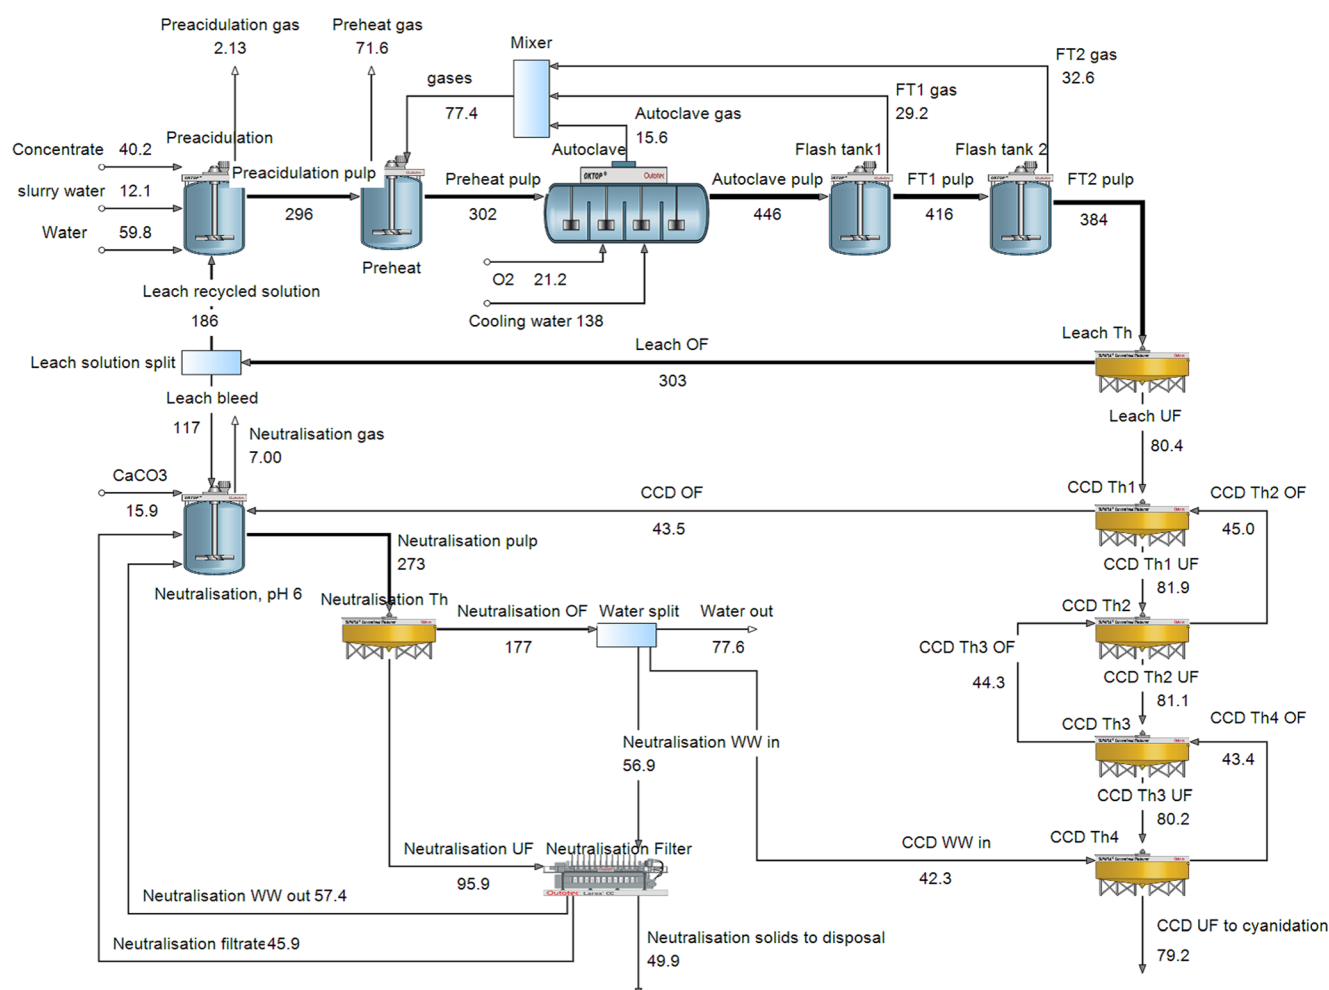 Preacidulation gas
2.13
Preheat gas
71.6
Mixer
FT2 gas
32.6
gases
77.4
FT1 gas
29.2
Autoclave gas
15.6
Preacidulation
Concentrate 40.2
slurry water 12.1
Water 59.8
Preacidulation pulp
296
Preheat
Preheat pulp
302
Autoclave
OKTOP® Outotec
Autoclave pulp
446
Flash tank1
FT1 pulp
416
Flash tank 2
FT2 pulp
384
O2 21.2
Cooling water 138
Leach recycled solution
186
Leach solution split
Leach OF
303
Leach Th
Leach bleed
117
Leach UF
80.4
Neutralisation gas
7.00
CaCO3
15.9
CCD OF
43.5
CCD Th1
CCD Th2 OF
45.0
CCD Th1 UF
81.9
Neutralisation pulp
273
Neutralisation, pH 6
Neutralisation Th
Neutralisation OF
177
Water split
Water out
77.6
CCD Th2
CCD Th3 OF
44.3
CCD Th2 UF
81.1
CCD Th3
CCD Th4 OF
43.4
Neutralisation WW in
56.9
CCD Th3 UF
80.2
CCD Th4
CCD WW in
42.3
Neutralisation UF
95.9
Neutralisation Filter
Outotec Larox® CC
Neutralisation WW out 57.4
Neutralisation filtrate 45.9
Neutralisation solids to disposal
49.9
CCD UF to cyanidation
79.2